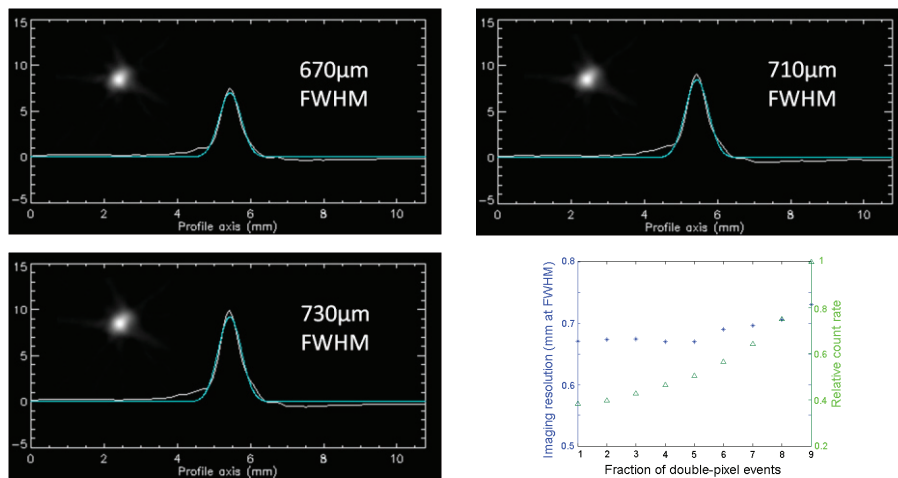 15
10
5
0
−5
670µm
FWHM
0 2 4 6 8 10
Profile axis (mm)
15
10
5
0
−5
710µm
FWHM
0 2 4 6 8 10
Profile axis (mm)
15
10
5
0
−5
730µm
FWHM
0 2 4 6 8 10
Profile axis (mm)
Imaging resolution (mm at FWHM)
0.8
0.7
0.6
0.5
1 2 3 4 5 6 7 8 9
Fraction of double-pixel events
1
0.8
0.6
0.4
0.2
Relative count rate